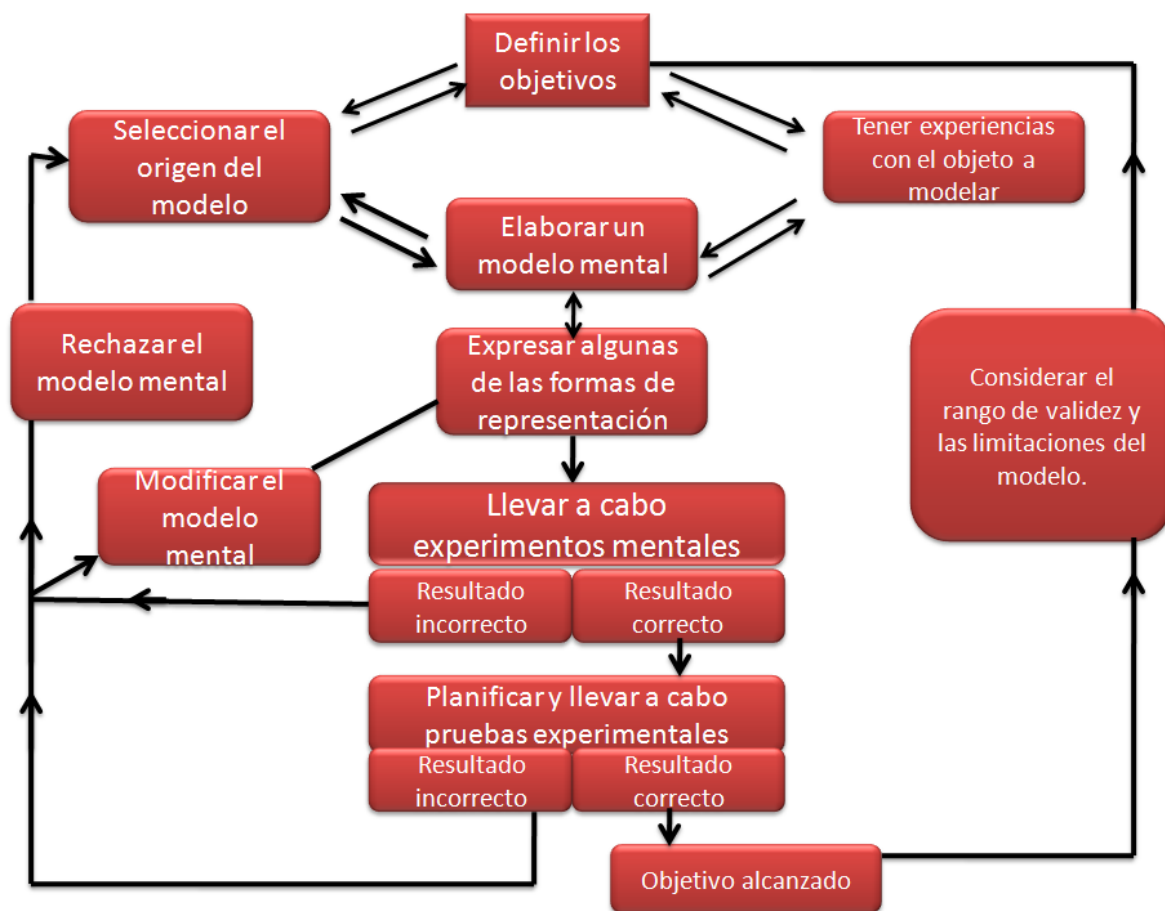 Definir los
objetivos
Seleccionar el
origen del
modelo
Tener experiencias
con el objeto a
modelar
Elaborar un
modelo mental
Rechazar el
modelo mental
Expresar algunas
de las formas de
representación
Considerar el
rango de validez y
las limitaciones del
modelo.
Modificar el
modelo
mental
Llevar a cabo
experimentos mentales
Resultado
incorrecto
Resultado
correcto
Planificar y llevar a cabo
pruebas experimentales
Resultado
incorrecto
Resultado
correcto
Objetivo alcanzado